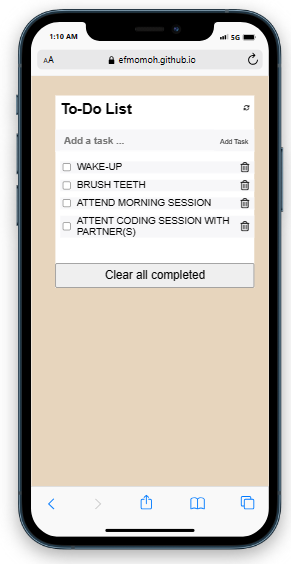 1:10 AM 5G
AA efmomoh.github.io
To-Do List
Add a task ... Add Task
WAKE-UP
BRUSH TEETH
ATTEND MORNING SESSION
ATTENT CODING SESSION WITH
PARTNER(S)
Clear all completed